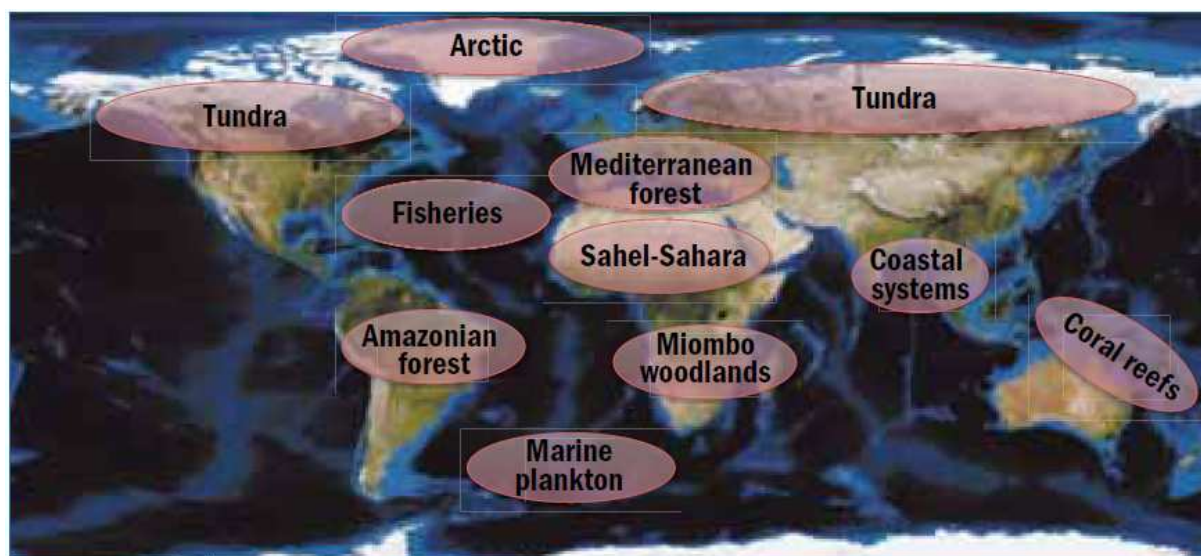 Arctic
Tundra
Tundra
Mediterranean
forest
Fisheries
Sahel-Sahara
Coastal
systems
Amazonian
forest
Miombo
woodlands
Coral reefs
Marine
plankton